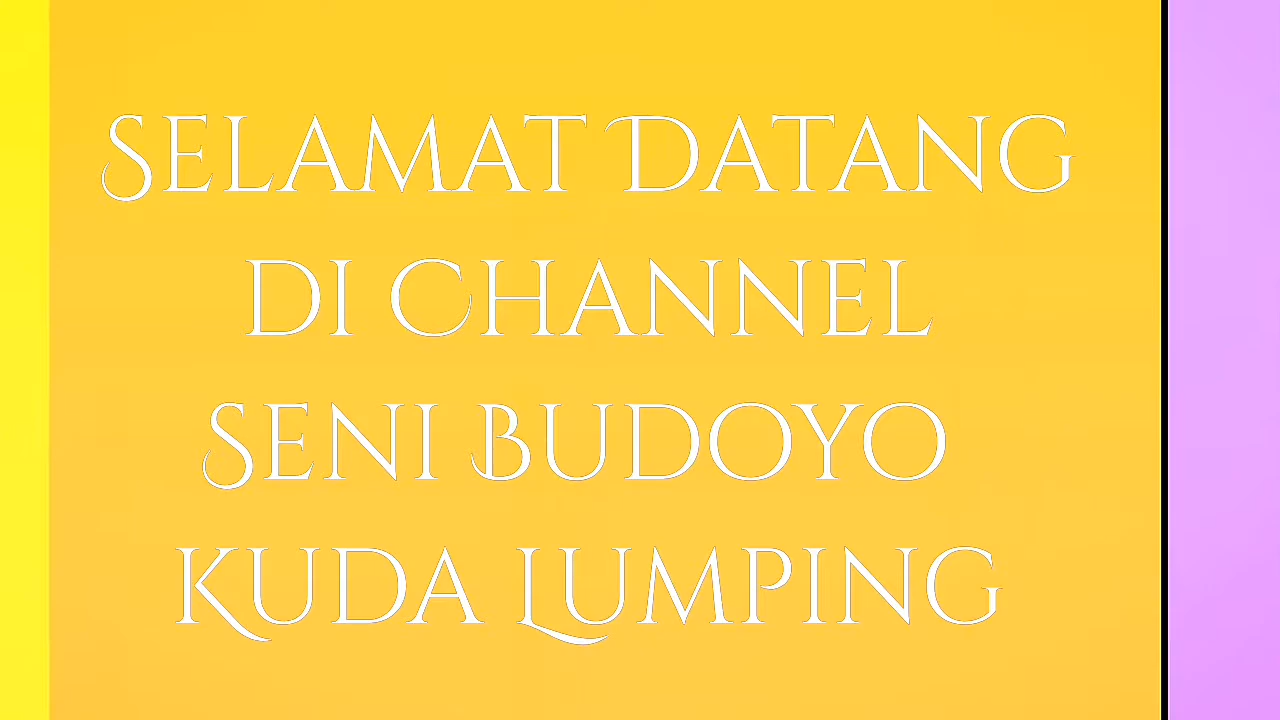 Selamat Datang
di Channel
Seni Budoyo
Kuda Lumping